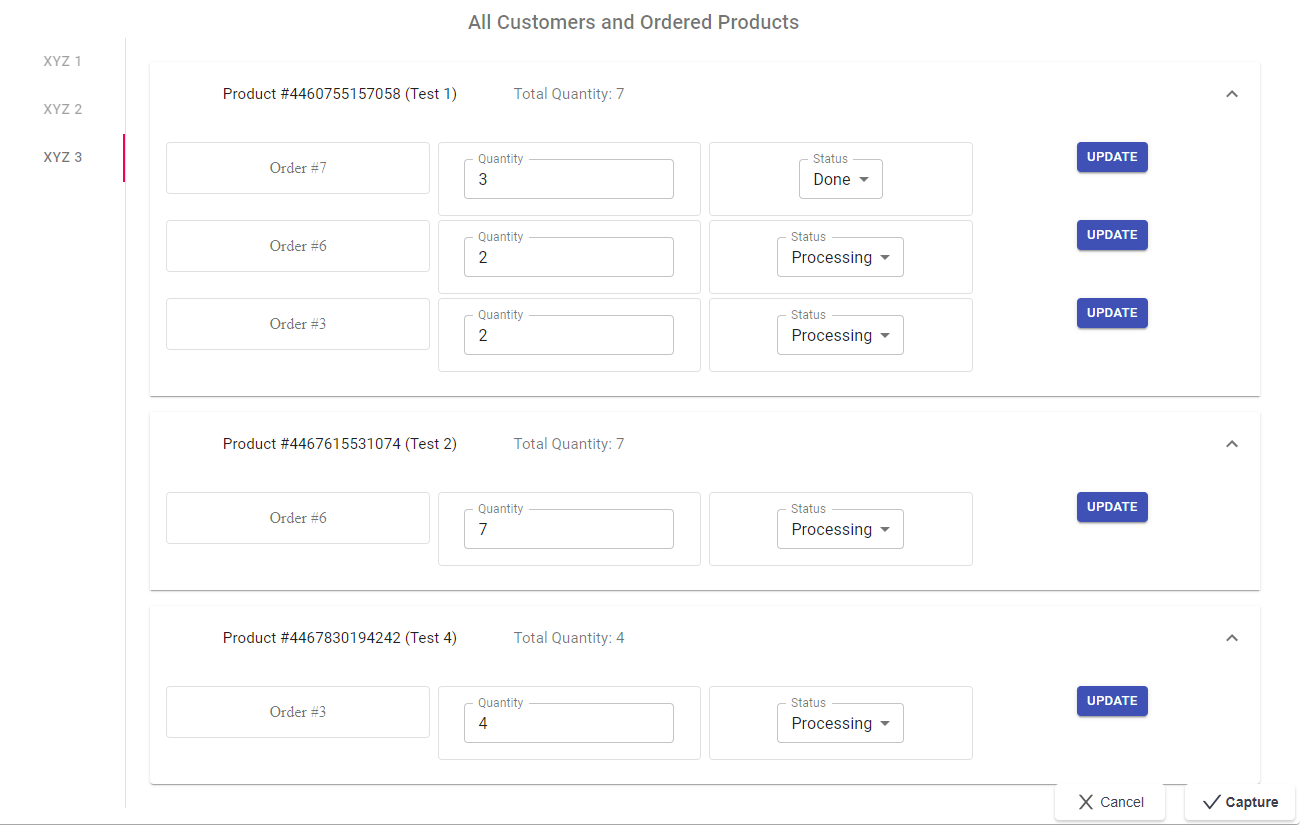 All Customers and Ordered Products
XYZ 1
XYZ 2
XYZ 3
Product #4460755157058 (Test 1) Total Quantity: 7
Order #7 Quantity 3 Status Done UPDATE
Order #6 Quantity 2 Status Processing UPDATE
Order #3 Quantity 2 Status Processing UPDATE
Product #4467615531074 (Test 2) Total Quantity: 7
Order #6 Quantity 7 Status Processing UPDATE
Product #4467830194242 (Test 4) Total Quantity: 4
Order #3 Quantity 4 Status Processing UPDATE
Cancel Capture